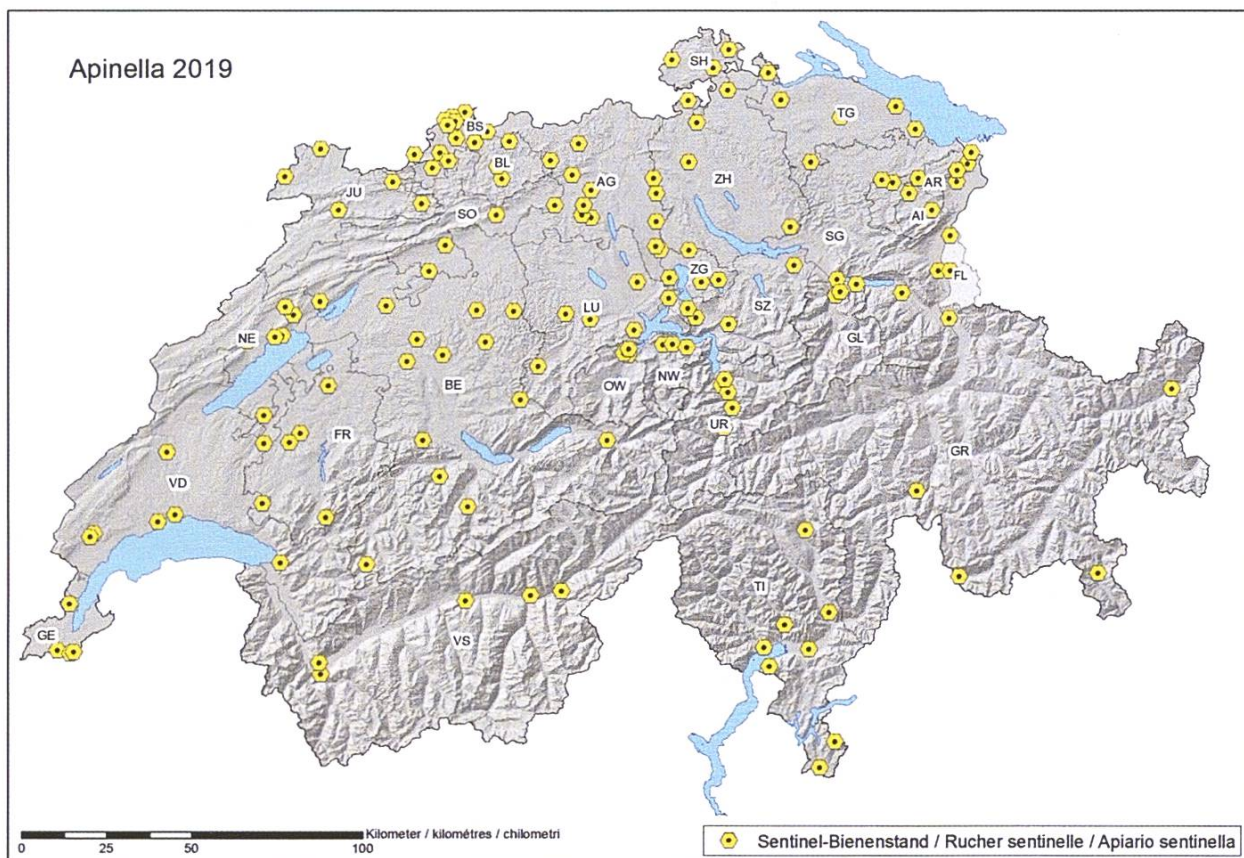 Apinella 2019
SH
TG
BS
BL
AG
ZH
JU
SO
AR
AI
SG
FL
ZG
SZ
LU
NE
GL
BE
OW
NW
UR
FR
GR
VD
TI
VS
GE
Kilometer / kilométres / chilometri
0 25 50 100
Sentinel-Bienenstand / Rucher sentinelle / Apiario sentinella